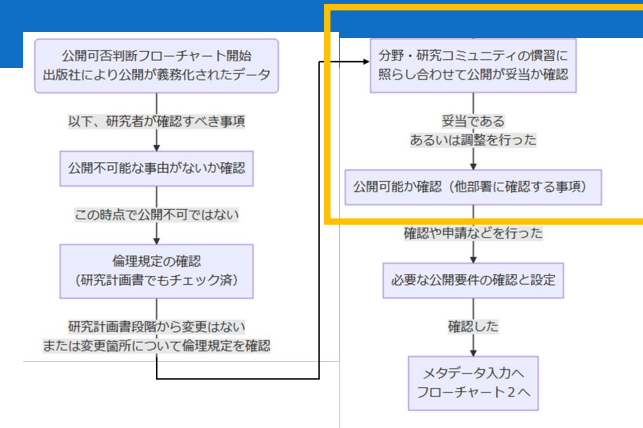 公開可否判断フローチャート開始
出版社により公開が義務化されたデータ
以下、研究者が確認すべき事項
公開不可能な事由がないか確認
この時点で公開不可ではない
倫理規定の確認
（研究計画書でもチェック済）
研究計画書段階から変更はない
または変更箇所について倫理規定を確認
分野・研究コミュニティの慣習に
照らし合わせて公開が妥当か確認
妥当である
あるいは調整を行った
公開可能か確認（他部署に確認する事項）
確認や申請などを行った
必要な公開要件の確認と設定
確認した
メタデータ入力へ
フローチャート２へ